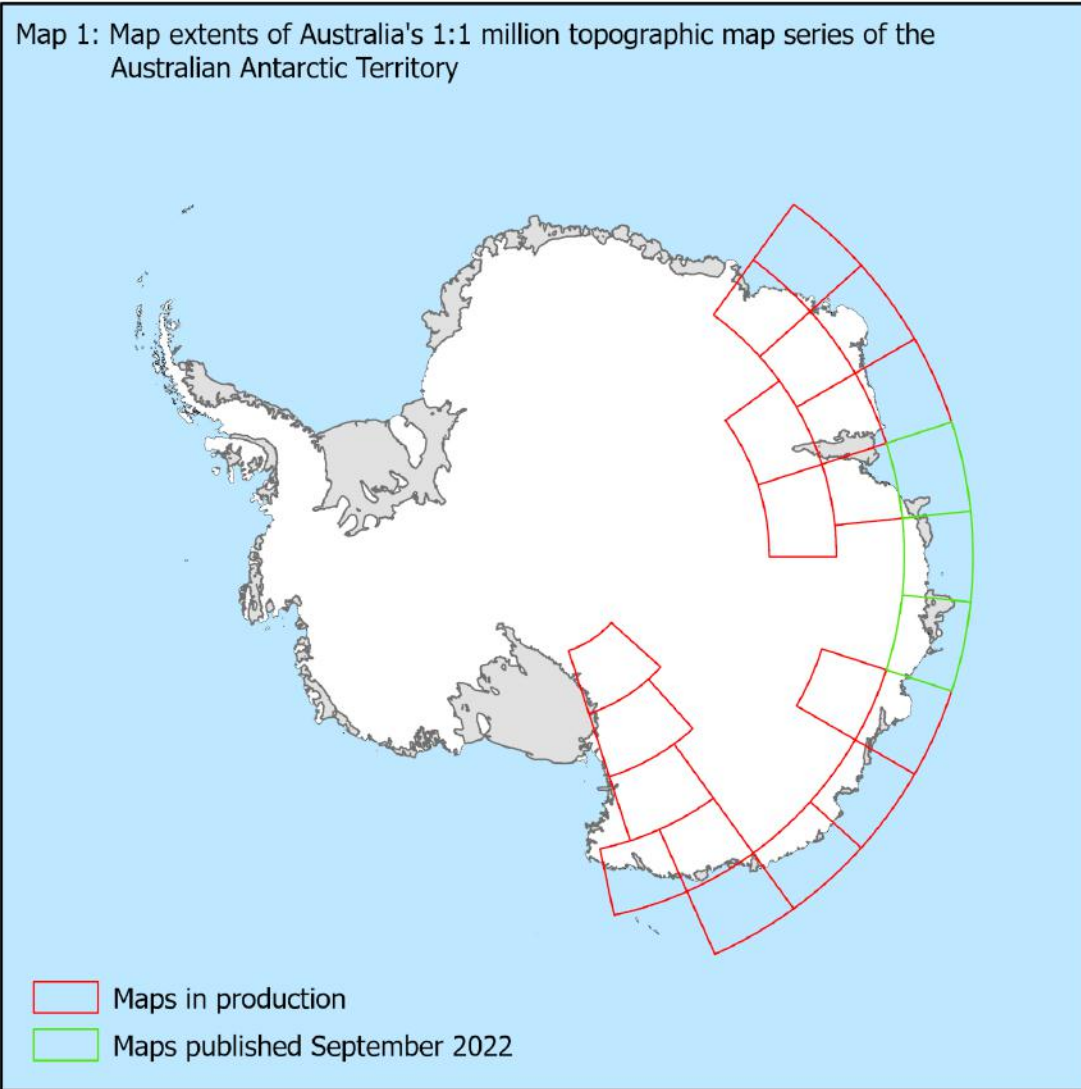 Map 1: Map extents of Australia's 1:1 million topographic map series of the
Australian Antarctic Territory
Maps in production
Maps published September 2022